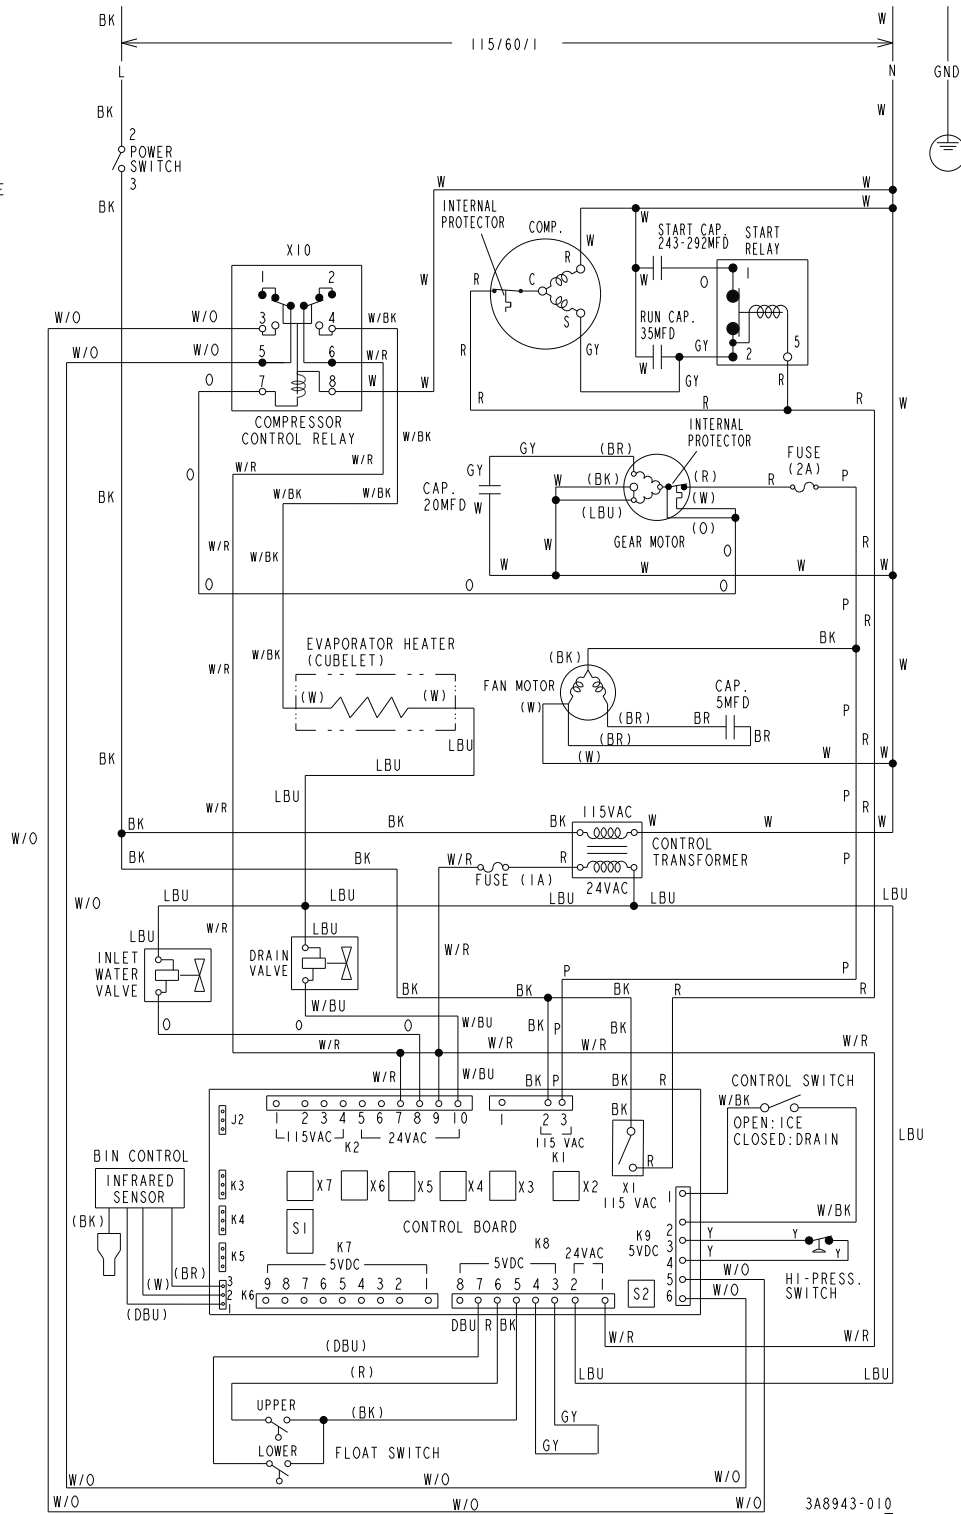 BK
W
115/60/1
L
N
GND
BK
W
2
POWER
SWITCH
3
E
BK
W
W
W
INTERNAL
PROTECTOR
COMP.
W
START CAP.
243-292MFD
START
RELAY
X10
W
R
1
2
W
R
C
W
O
1
W/O
W/O
3
4
W/BK
S
RUN CAP.
35MFD
W/O
W/O
5
6
W/R
R
GY
W
GY
2
5
O
7
8
W
W
GY
R
COMPRESSOR
CONTROL RELAY
R
R
R
W
W/BK
INTERNAL
PROTECTOR
GY
(BR)
FUSE
(2A)
W/R
W/R
O
GY
W
(BK)
(R)
R
P
BK
W/BK
W/BK
CAP.
20MFD
W
(LBU)
(W)
(O)
GEAR MOTOR
W/R
W/BK
W
O
R
W
W
W
W
O
O
O
P
R
EVAPORATOR HEATER
(CUBELET)
BK
W/R
W/BK
(BK)
W
(W)
(W)
FAN MOTOR
CAP.
5MFD
(W)
(BR)
BR
P
(BR)
BR
LBU
R
BK
LBU
(W)
W
W
LBU
P
W/R
R
115VAC
BK
BK
BK
W
W
W
W/O
CONTROL
TRANSFORMER
BK
BK
W/R
R
P
FUSE (1A)
24VAC
LBU
LBU
LBU
LBU
LBU
W/O
W/R
LBU
LBU
INLET
WATER
VALVE
DRAIN
VALVE
W/R
P
P
BK
BK
BK
R
R
W/BU
O
O
O
W/BU
BK
P
BK
W/R
W/R
W/R
W/R
W/R
W/BU
BK
P
BK
R
CONTROL SWITCH
W/BK
J2
1
2
3
4
5
6
7
8
9
10
1
2
3
BK
OPEN:ICE
CLOSED:DRAIN
LBU
115VAC
K2
24VAC
115 VAC
K1
BIN CONTROL
R
INFRARED
SENSOR
K3
X7
X6
X5
X4
X3
X2
X1
115 VAC
1
(BK)
K4
S1
CONTROL BOARD
W/BK
K9
5VDC
2
Y
Y
3
K5
K7
5VDC
K8
5VDC
24VAC
Y
4
W/O
HI-PRESS.
SWITCH
(BR)
3
9
8
7
6
5
4
3
2
1
8
7
6
5
4
3
2
1
5
(W)
2
K6
S2
6
W/O
(DBU)
1
DBU
R
BK
W/R
W/R
(DBU)
(R)
LBU
LBU
UPPER
(BK)
GY
LOWER
FLOAT SWITCH
GY
W/O
W/O
W/O
W/O
W/O
W/O
3A8943-010